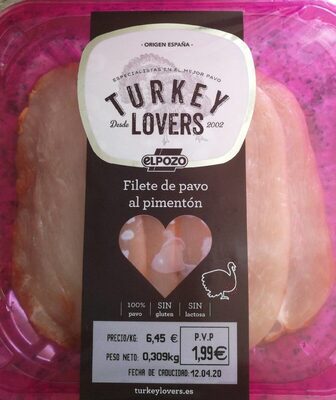 • ORIGEN ESPAÑA •
ESPECIALISTAS EN EL MEJOR PAVO
TURKEY
Desde LOVERS 2002
ELPOZO
Filete de pavo
al pimentón
100% pavo
SIN gluten
SIN lactosa
PRECIO/KG: 6,45 €
P.V.P
PESO NETO: 0,309kg
1,99€
FECHA DE CADUCIDAD: 12.04.20
turkeylovers.es